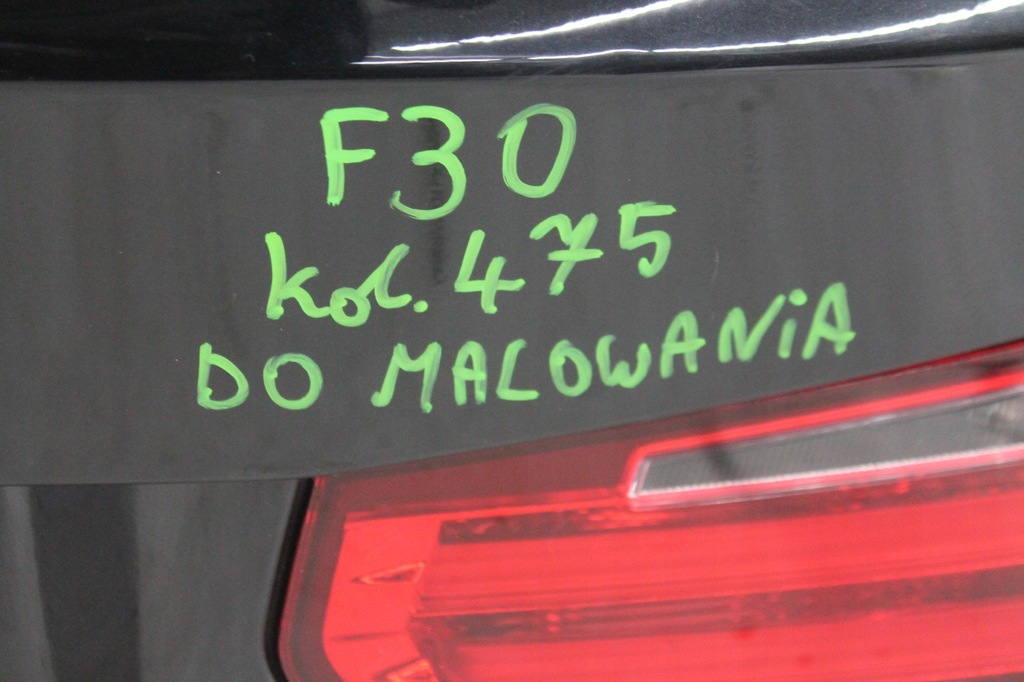 F30
kol. 475
DO MALOWANiA